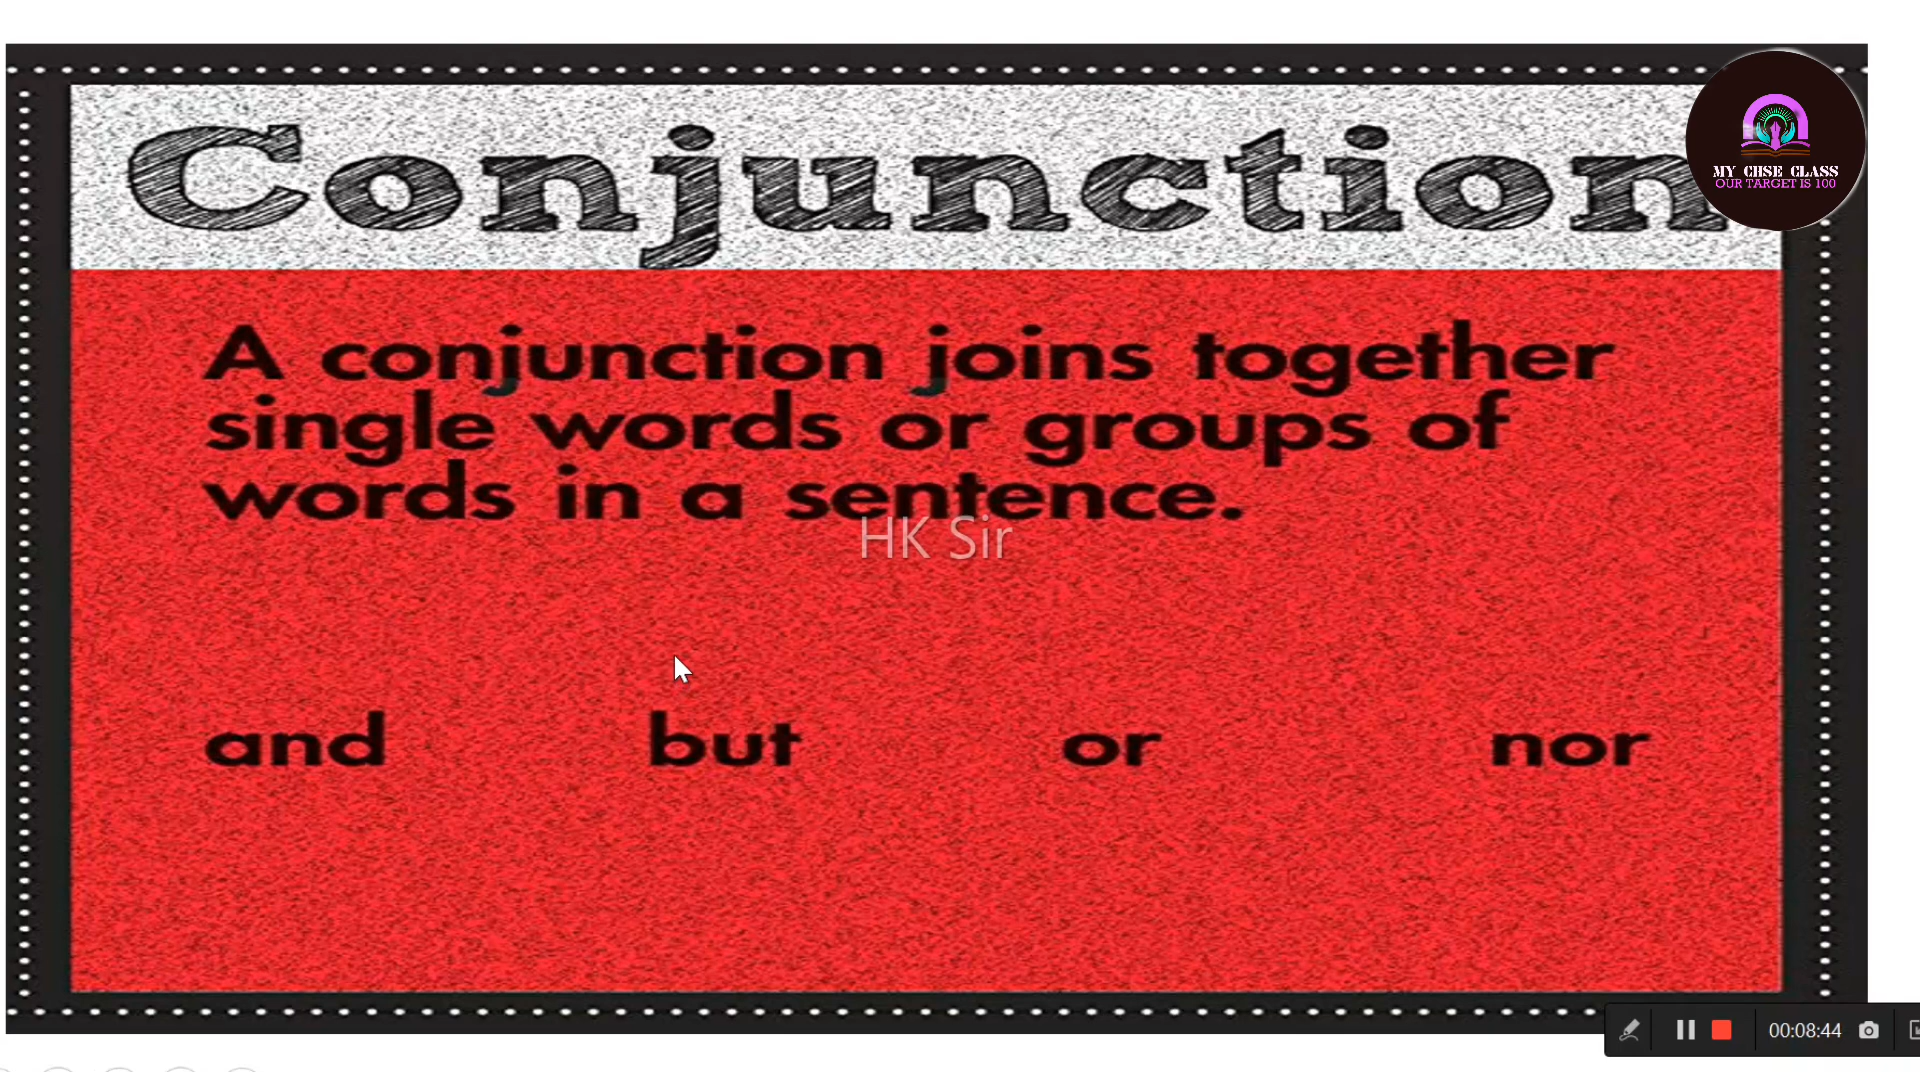 Conjunction
MY CHSE CLASS
OUR TARGET IS 100
A conjunction joins together
single words or groups of
words in a sentence.
HK Sir
and but or nor
00:08:44